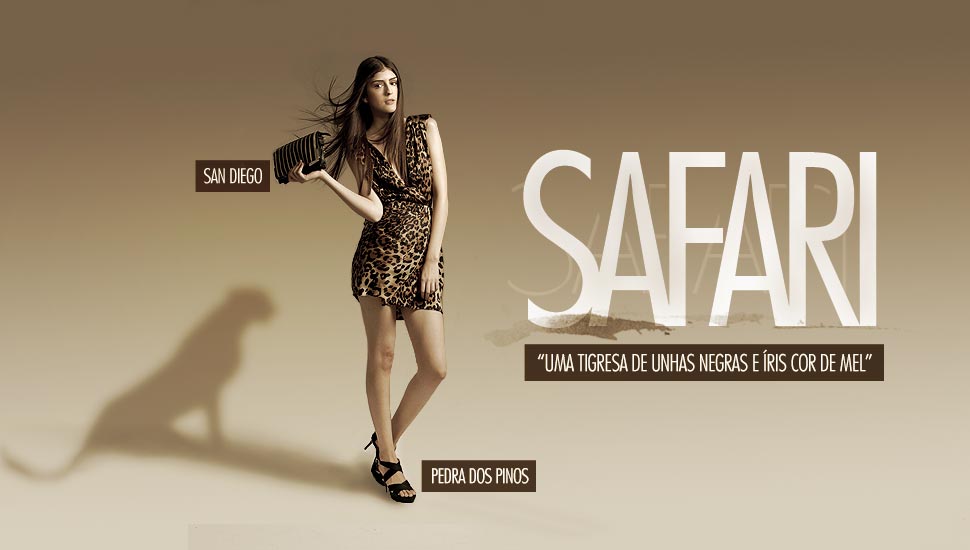 SAN DIEGO
SAFARI
“UMA TIGRESA DE UNHAS NEGRAS E ÍRIS COR DE MEL”
PEDRA DOS PINOS